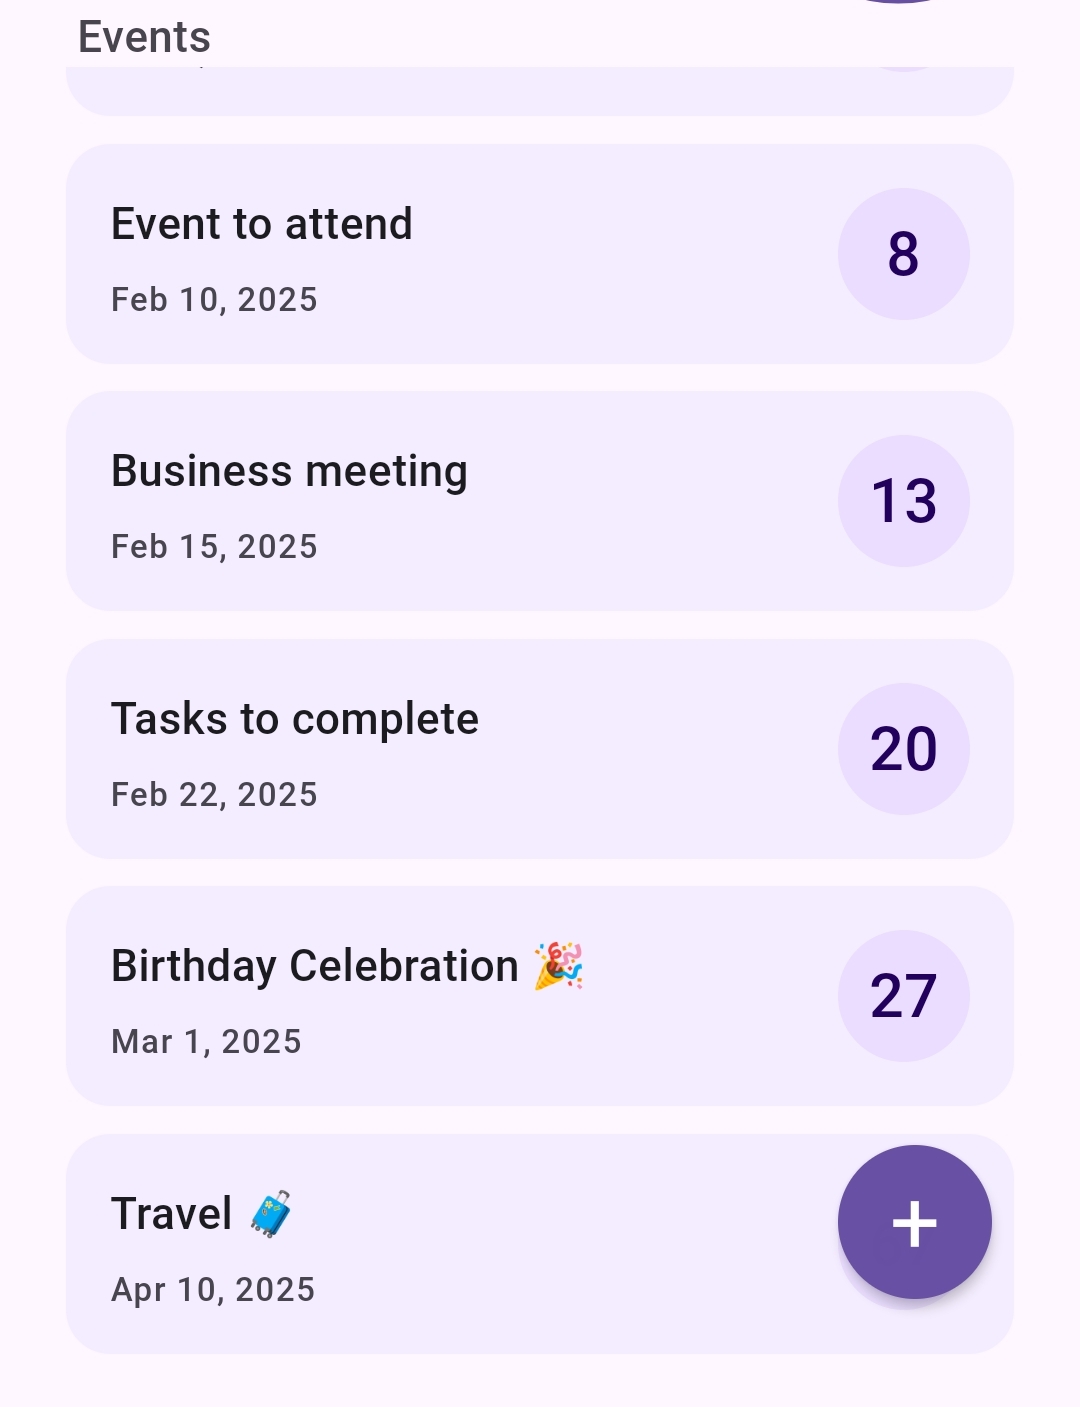 Events
Event to attend
Feb 10, 2025
8
Business meeting
Feb 15, 2025
13
Tasks to complete
Feb 22, 2025
20
Birthday Celebration 🎉
Mar 1, 2025
27
Travel 🧳
Apr 10, 2025
+